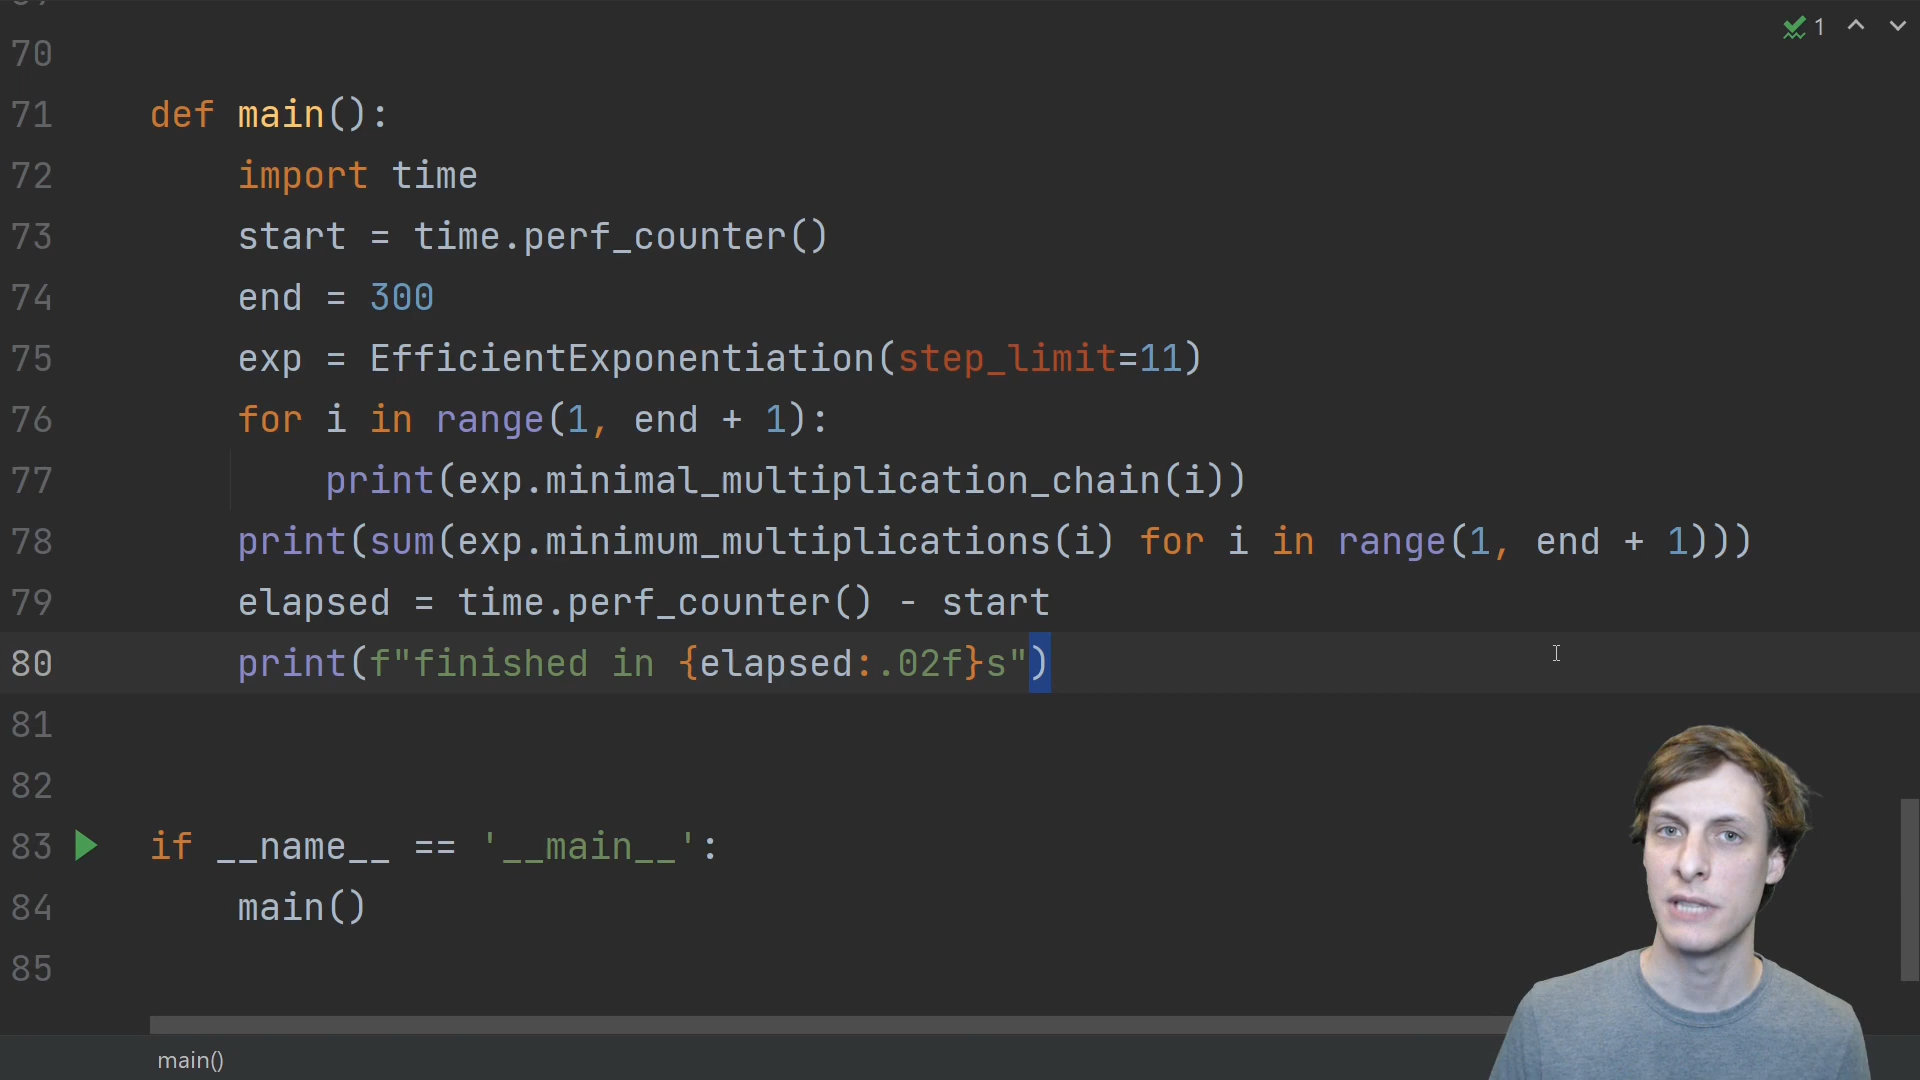 70
71 def main():
72 import time
73 start = time.perf_counter()
74 end = 300
75 exp = EfficientExponentiation(step_limit=11)
76 for i in range(1, end + 1):
77 print(exp.minimal_multiplication_chain(i))
78 print(sum(exp.minimum_multiplications(i) for i in range(1, end + 1)))
79 elapsed = time.perf_counter() - start
80 print(f"finished in {elapsed:.02f}s")
81
82
83 if __name__ == '__main__':
84 main()
85
main()
1